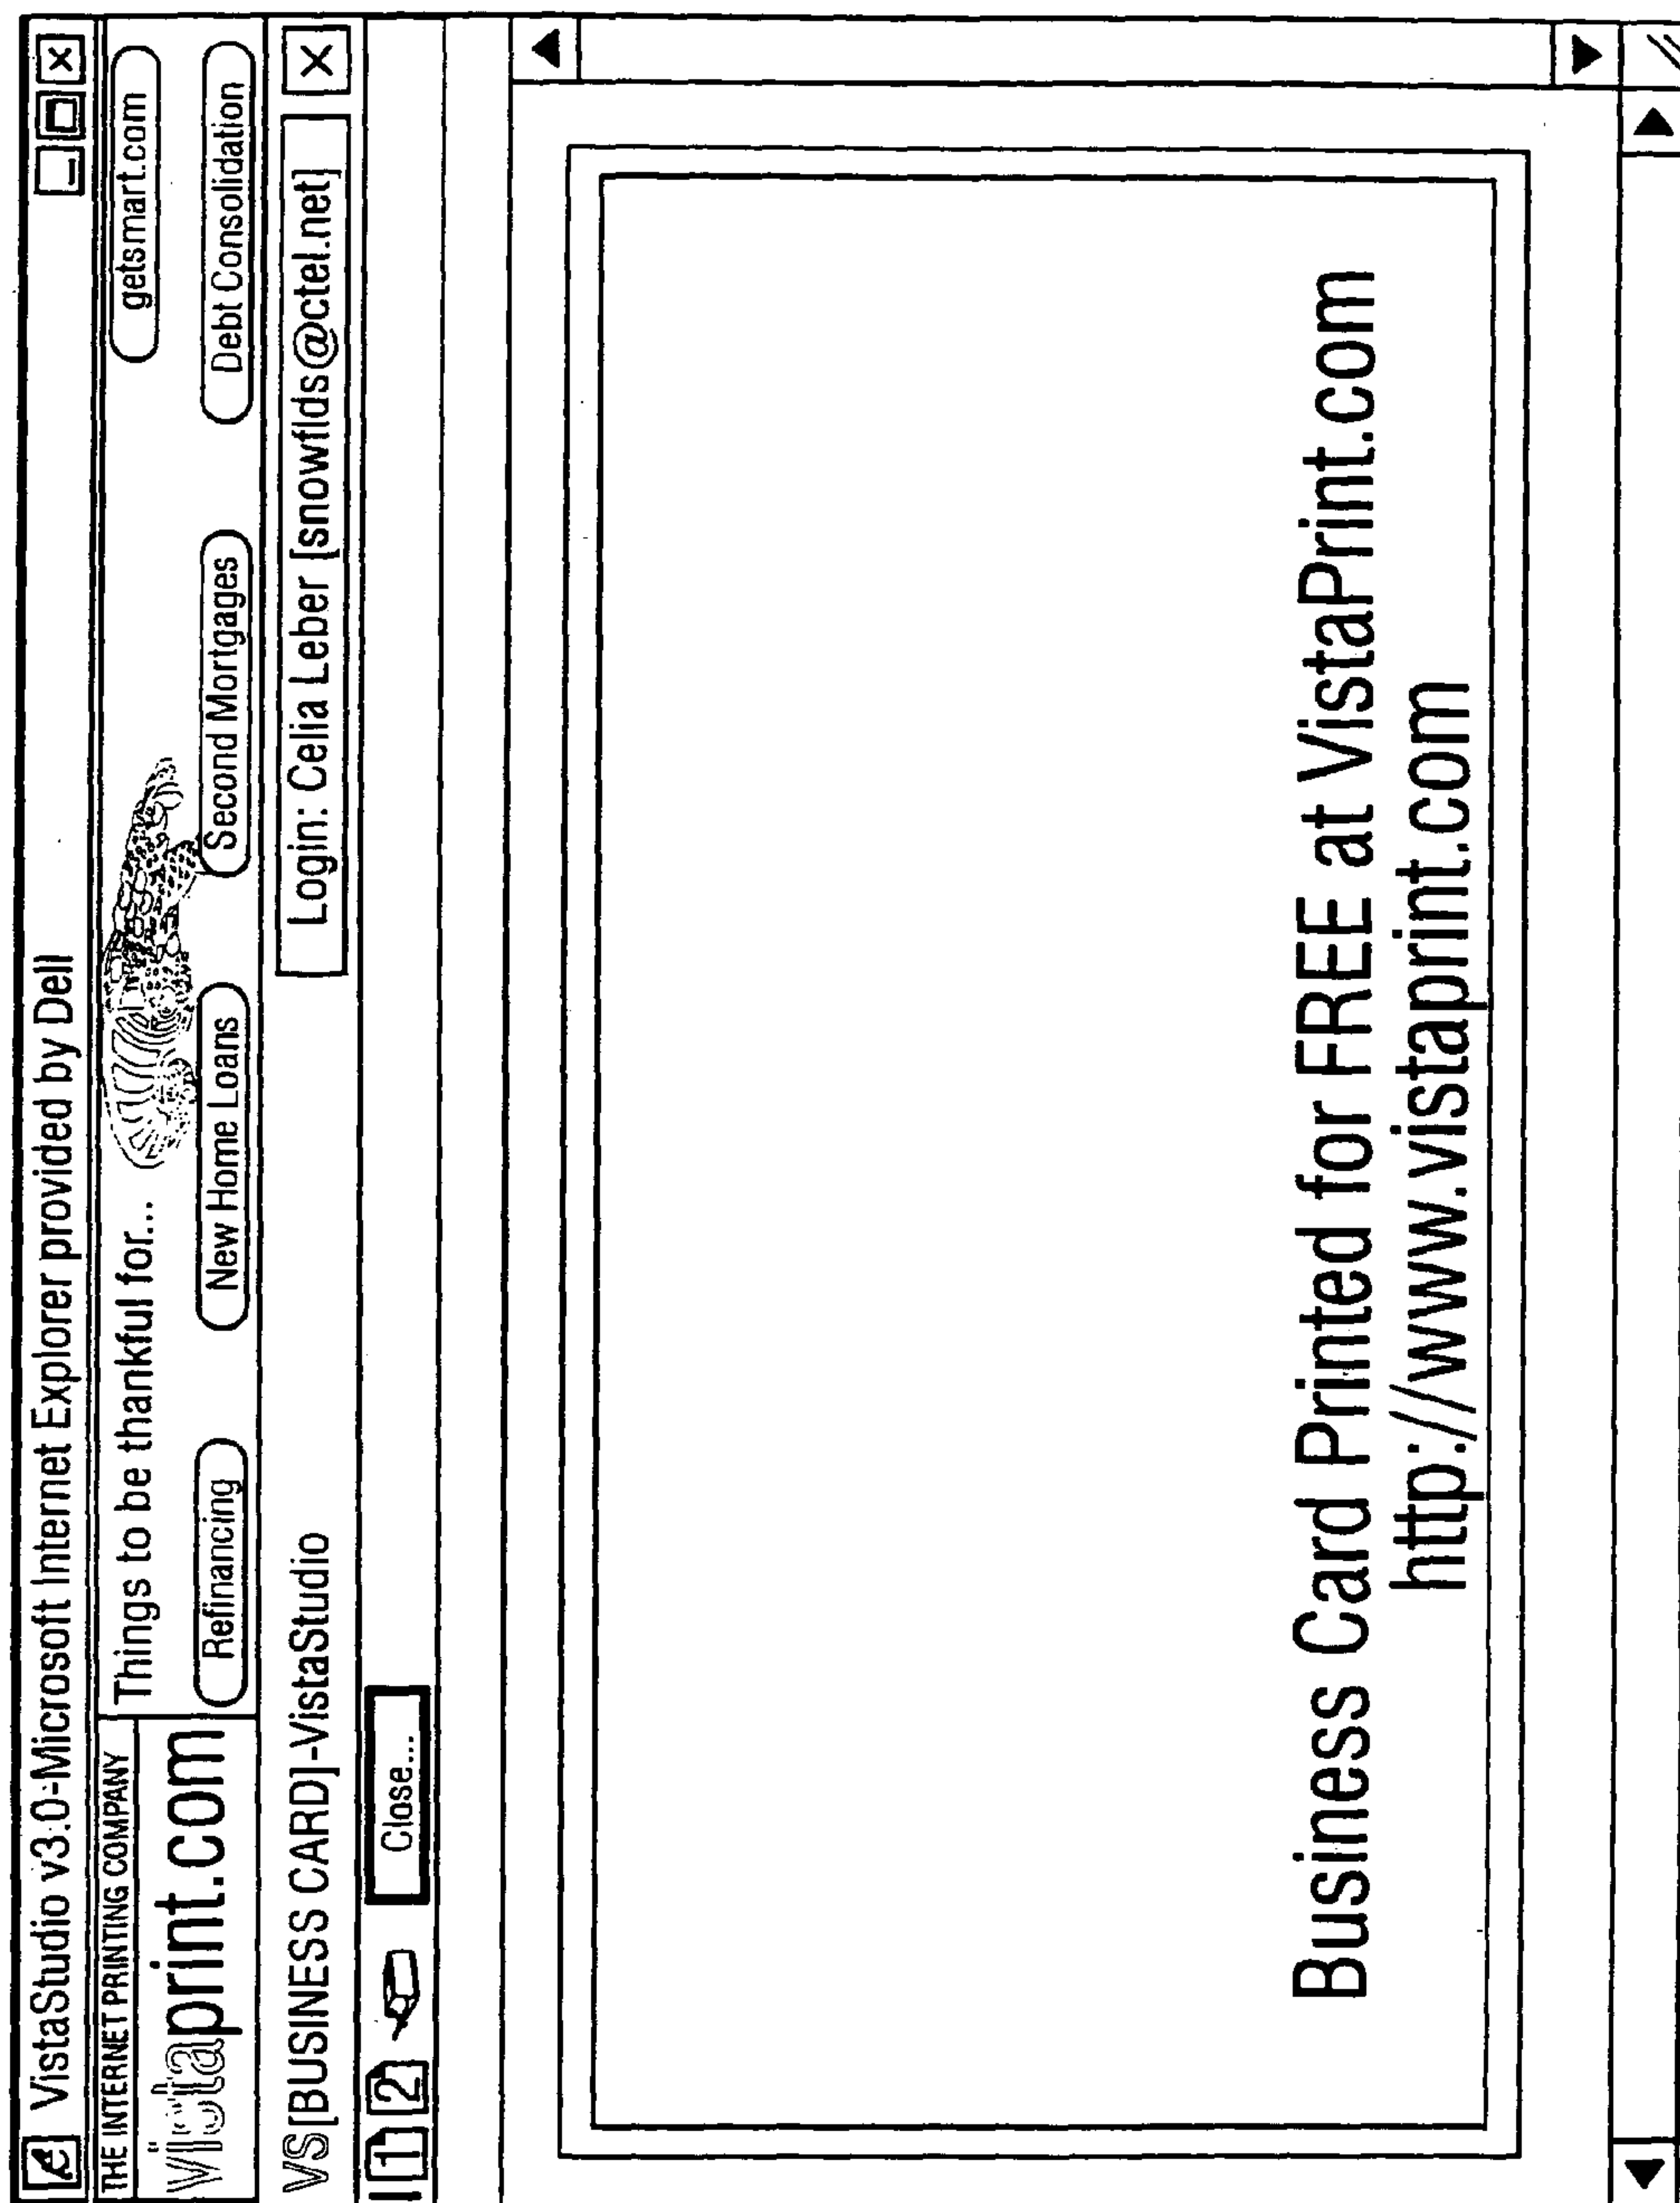 VistaStudio v3.0-Microsoft Internet Explorer provided by Dell
THE INTERNET PRINTING COMPANY
vistaprint.com
Things to be thankful for...
getsmart.com
Refinancing
New Home Loans
Second Mortgages
Debt Consolidation
VS [BUSINESS CARD]-VistaStudio
Login: Celia Leber [snowflds@ctel.net]
1 2 Close...
Business Card Printed for FREE at VistaPrint.com
http://www.vistaprint.com